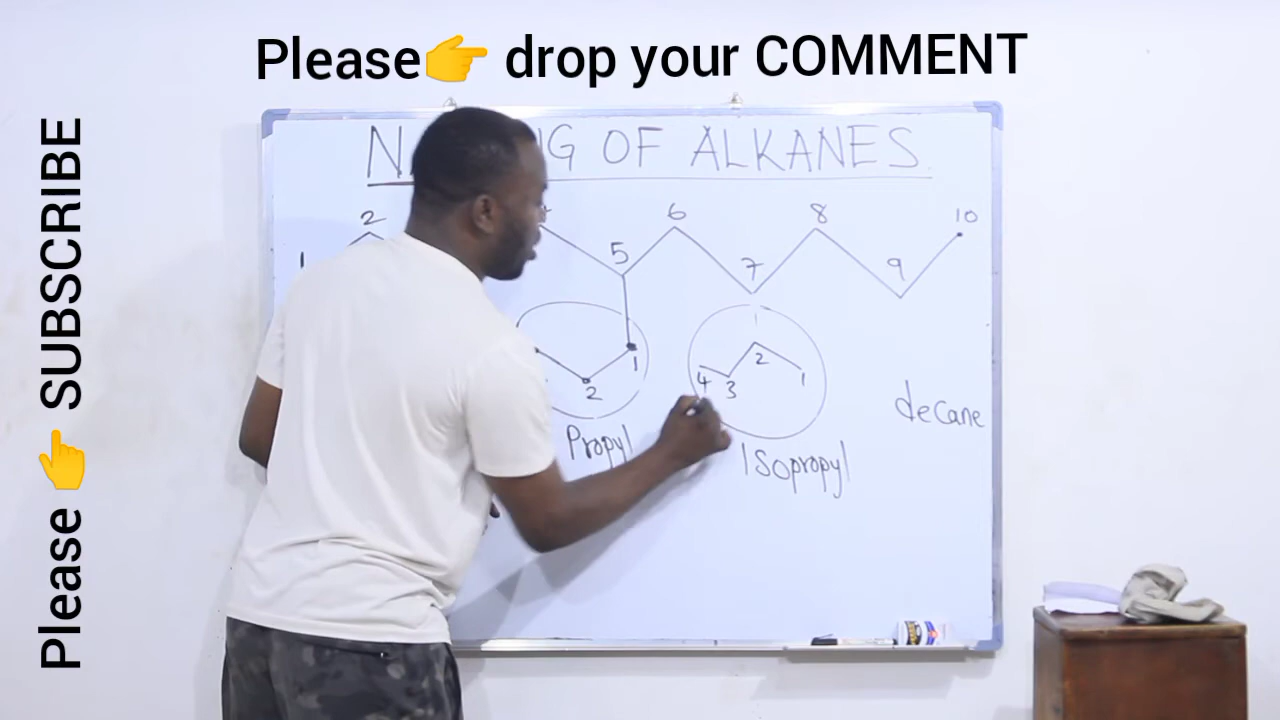 Please👉 drop your COMMENT
Please 👉 SUBSCRIBE
OF ALKANES
2
6
8
10
5
1
7
9
1
2
2
4 3 1
decane
Propyl
Isopropyl